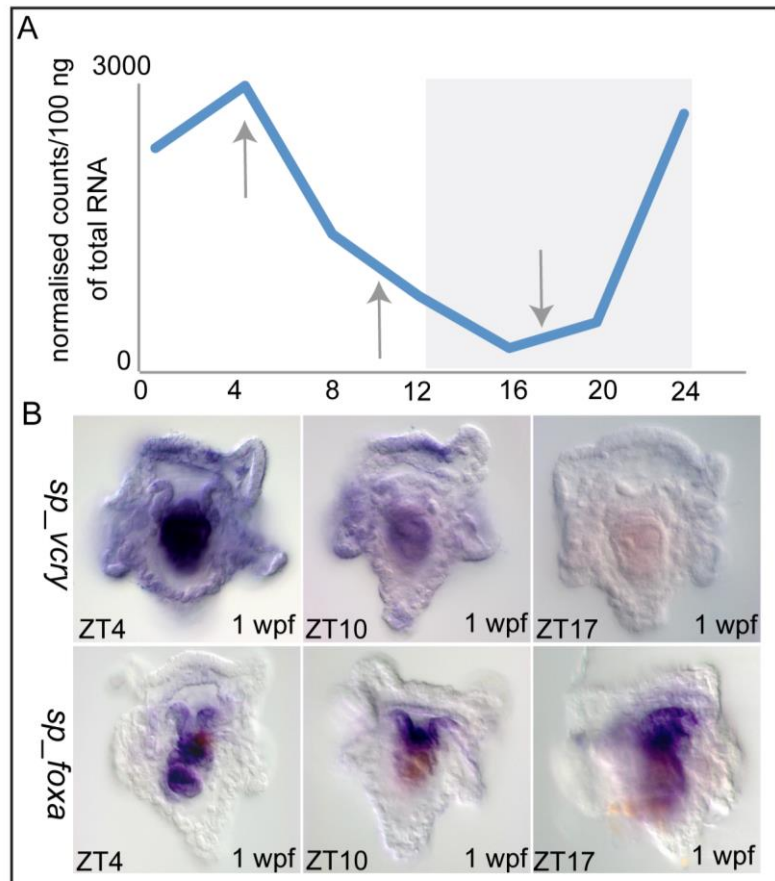 A
3000
normalised counts/100 ng
of total RNA
0
0 4 8 12 16 20 24
B
sp_vcry
ZT4 1 wpf ZT10 1 wpf ZT17 1 wpf
sp_foxa
ZT4 1 wpf ZT10 1 wpf ZT17 1 wpf